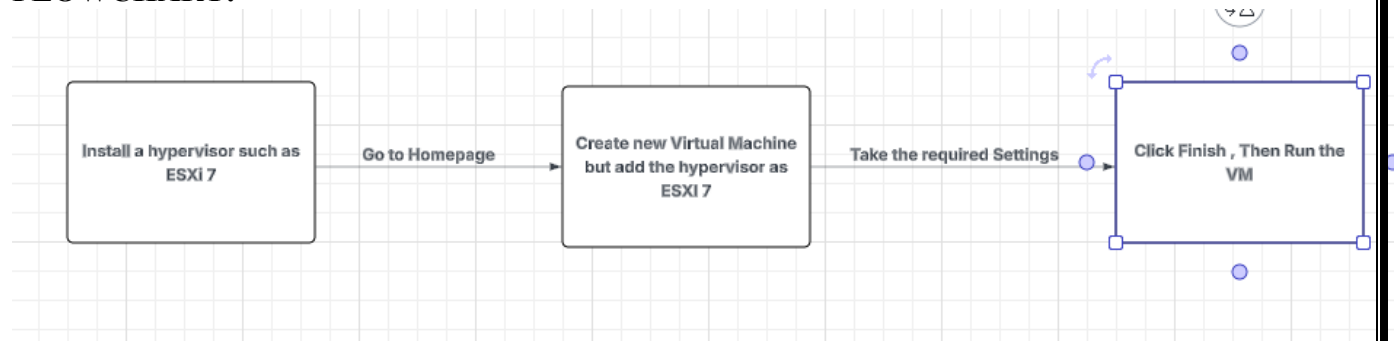 FLOWCHART:
Install a hypervisor such as
ESXi 7
Go to Homepage
Create new Virtual Machine
but add the hypervisor as
ESXI 7
Take the required Settings
Click Finish , Then Run the
VM